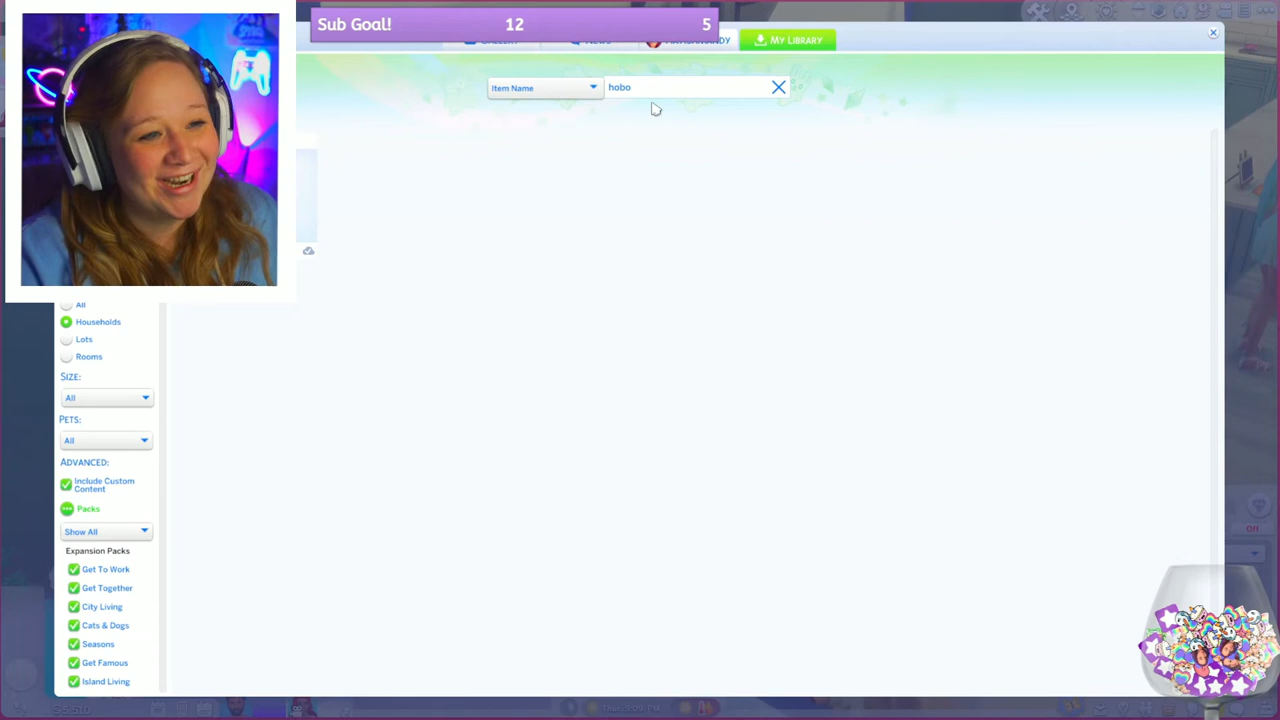 Sub Goal! 12 5
MY LIBRARY
Item Name hobo
All
Households
Lots
Rooms
SIZE:
All
PETS:
All
ADVANCED:
Include Custom
Content
Packs
Show All
Expansion Packs
Get To Work
Get Together
City Living
Cats & Dogs
Seasons
Get Famous
Island Living
Off